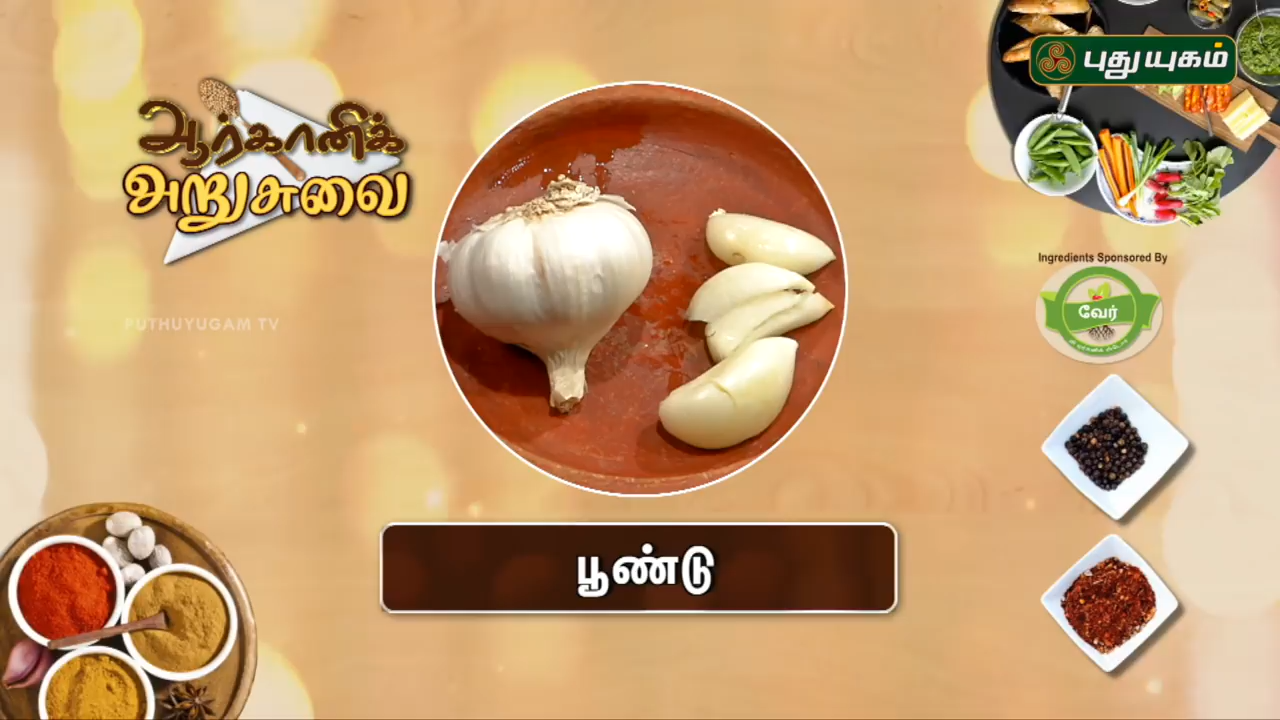 புதுயுகம்
ஆர்கானிக்
அறுசுவை
Ingredients Sponsored By
வேர்
PUTHUYUGAM TV
பூண்டு